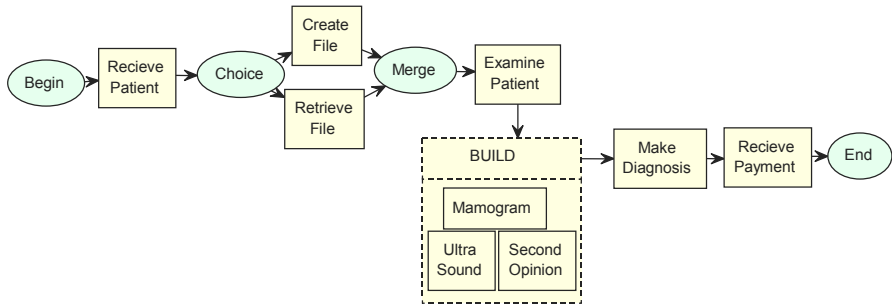 Begin
Recieve
Patient
Choice
Create
File
Retrieve
File
Merge
Examine
Patient
BUILD
Mamogram
Ultra
Sound
Second
Opinion
Make
Diagnosis
Recieve
Payment
End